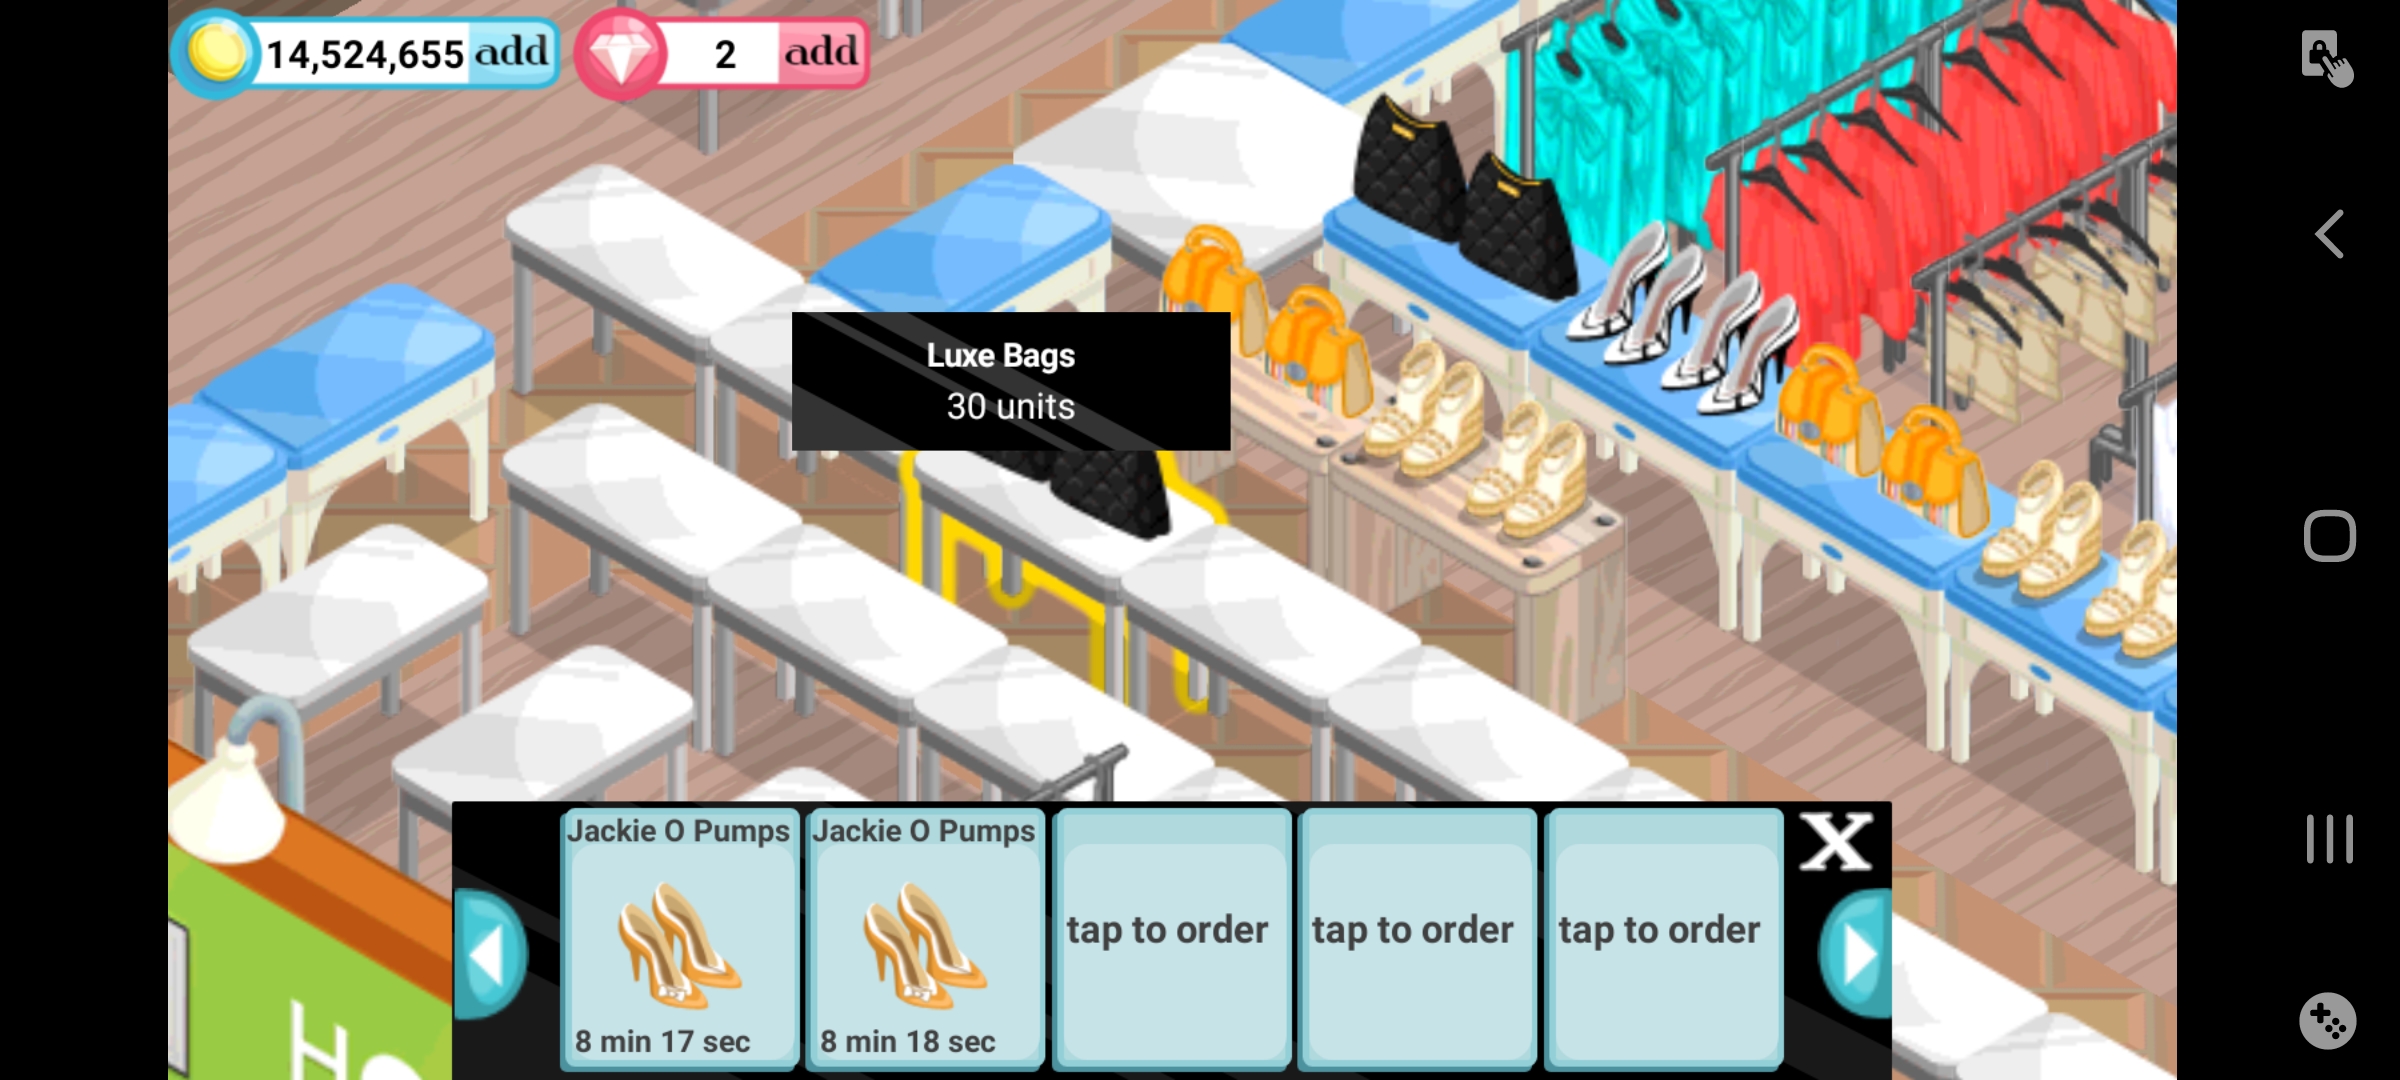 14,524,655 add
2 add
Luxe Bags
30 units
Jackie O Pumps
8 min 17 sec
Jackie O Pumps
8 min 18 sec
tap to order
tap to order
tap to order
X